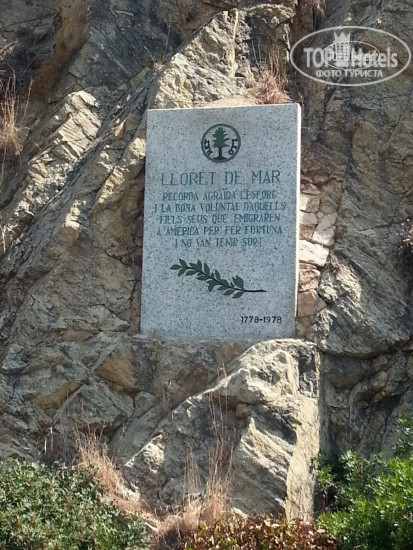 TOPHotels
ФОТО ТУРИСТА
LLORET DE MAR
RECORDA AGRAÏDA L'ESFORÇ
I LA BONA VOLUNTAT D'AQUELLS
FILLS SEUS QUE EMIGRAREN
A AMÈRICA PER FER FORTUNA
I NO VAN TENIR SORT
1778-1978